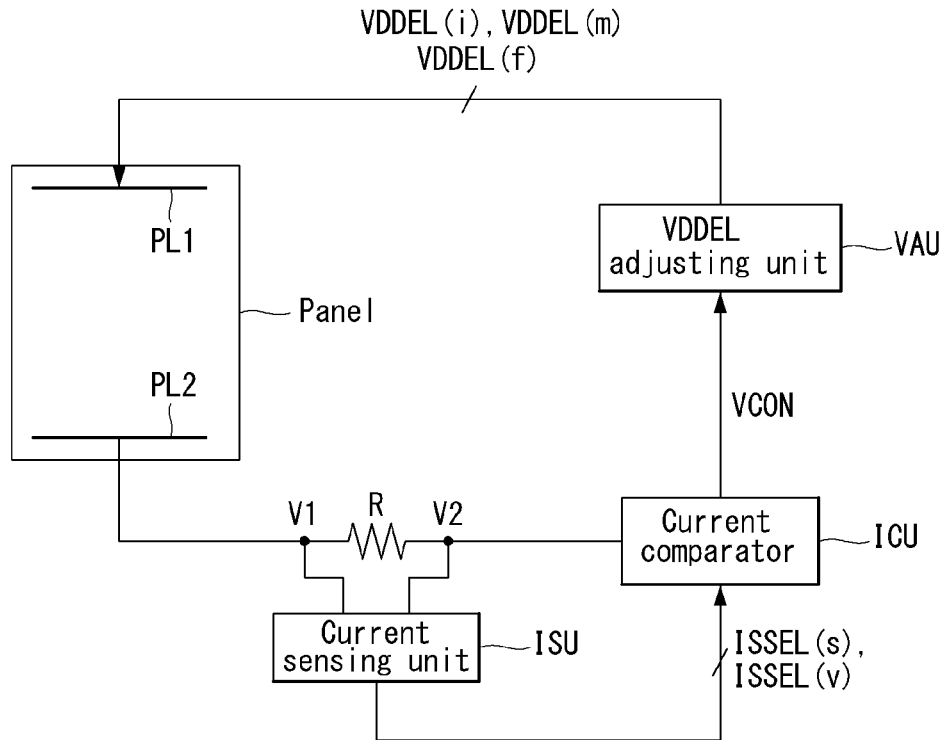 VDDEL(i), VDDEL(m)
VDDEL(f)
PL1
VDDEL
adjusting unit
VAU
Panel
PL2
VCON
V1
R
V2
Current
comparator
ICU
Current
sensing unit
ISU
ISSEL(s),
ISSEL(v)